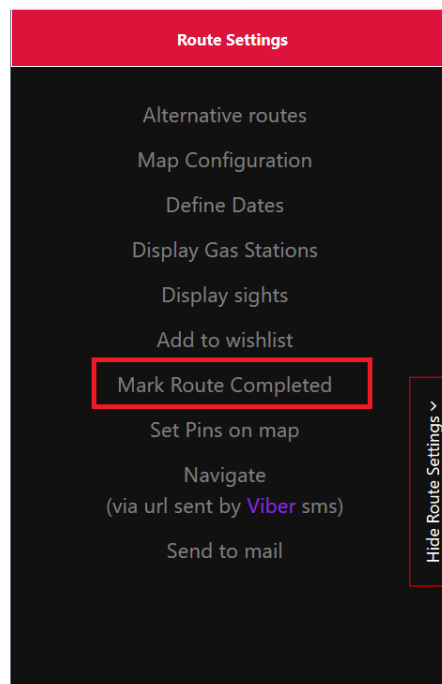 Route Settings
Alternative routes
Map Configuration
Define Dates
Display Gas Stations
Display sights
Add to wishlist
Mark Route Completed
Set Pins on map
Navigate
(via url sent by Viber sms)
Send to mail
Hide Route Settings